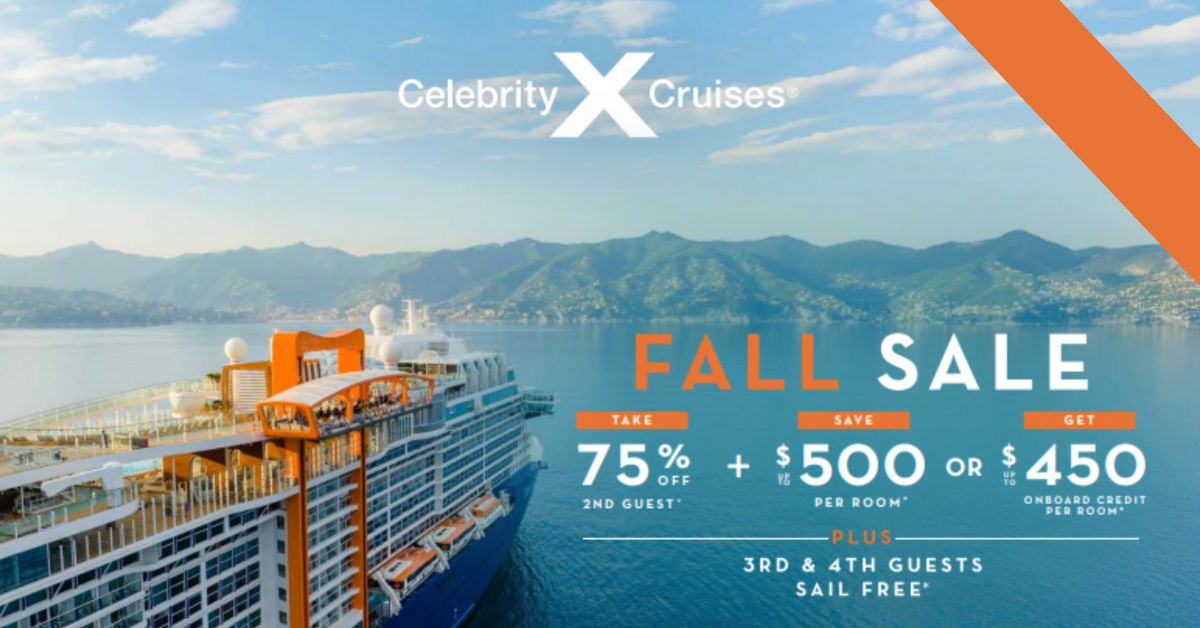 Celebrity X Cruises®
FALL SALE
TAKE
75% OFF
2ND GUEST*
+
SAVE
UP TO $500
PER ROOM*
OR
GET
UP TO $450
ONBOARD CREDIT
PER ROOM*
PLUS
3RD & 4TH GUESTS
SAIL FREE*